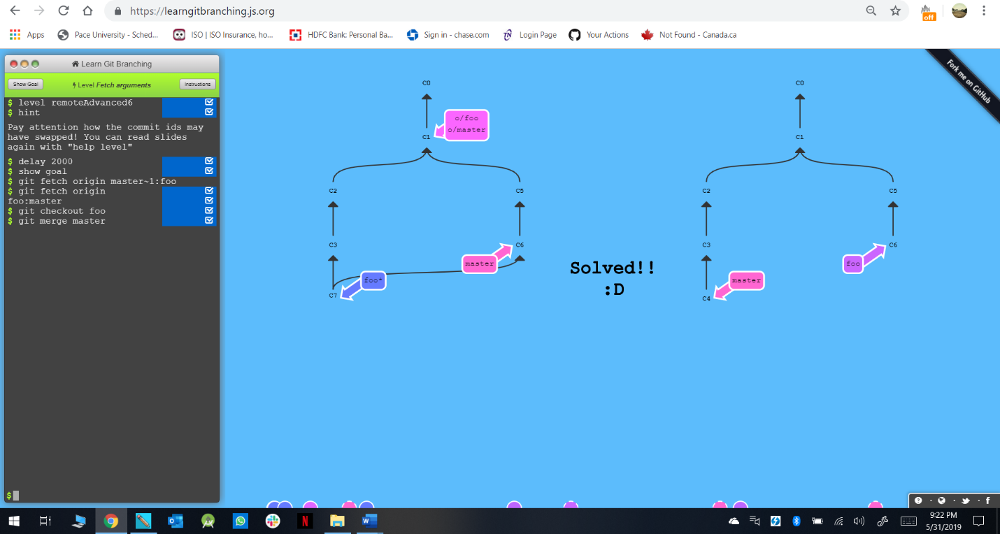 https://learngitbranching.js.org
off
Apps
Pace University - Sched...
ISO | ISO Insurance, ho...
HDFC Bank: Personal Ba...
Sign in - chase.com
Login Page
Your Actions
Not Found - Canada.ca
Learn Git Branching
Show Goal
Level Fetch arguments
Instructions
$ level remoteAdvanced6
$ hint
Pay attention how the commit ids may
have swapped! You can read slides
again with "help level"
$ delay 2000
$ show goal
$ git fetch origin master~1:foo
$ git fetch origin
foo:master
$ git checkout foo
$ git merge master
$
C0
o/foo
o/master
C1
C2
C5
C3
C6
master
foo*
C7
Solved!!
:D
C0
C1
C2
C5
C3
C6
foo
master
C4
Fork me on GitHub
9:22 PM
5/31/2019